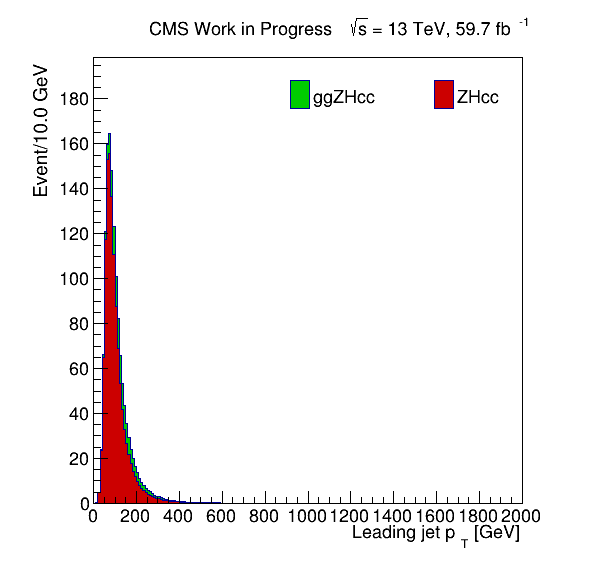 CMS Work in Progress √s = 13 TeV, 59.7 fb -1
Event/10.0 GeV
ggZHcc ZHcc
180
160
140
120
100
80
60
40
20
0
0 200 400 600 800 1000 1200 1400 1600 1800 2000
Leading jet p T [GeV]